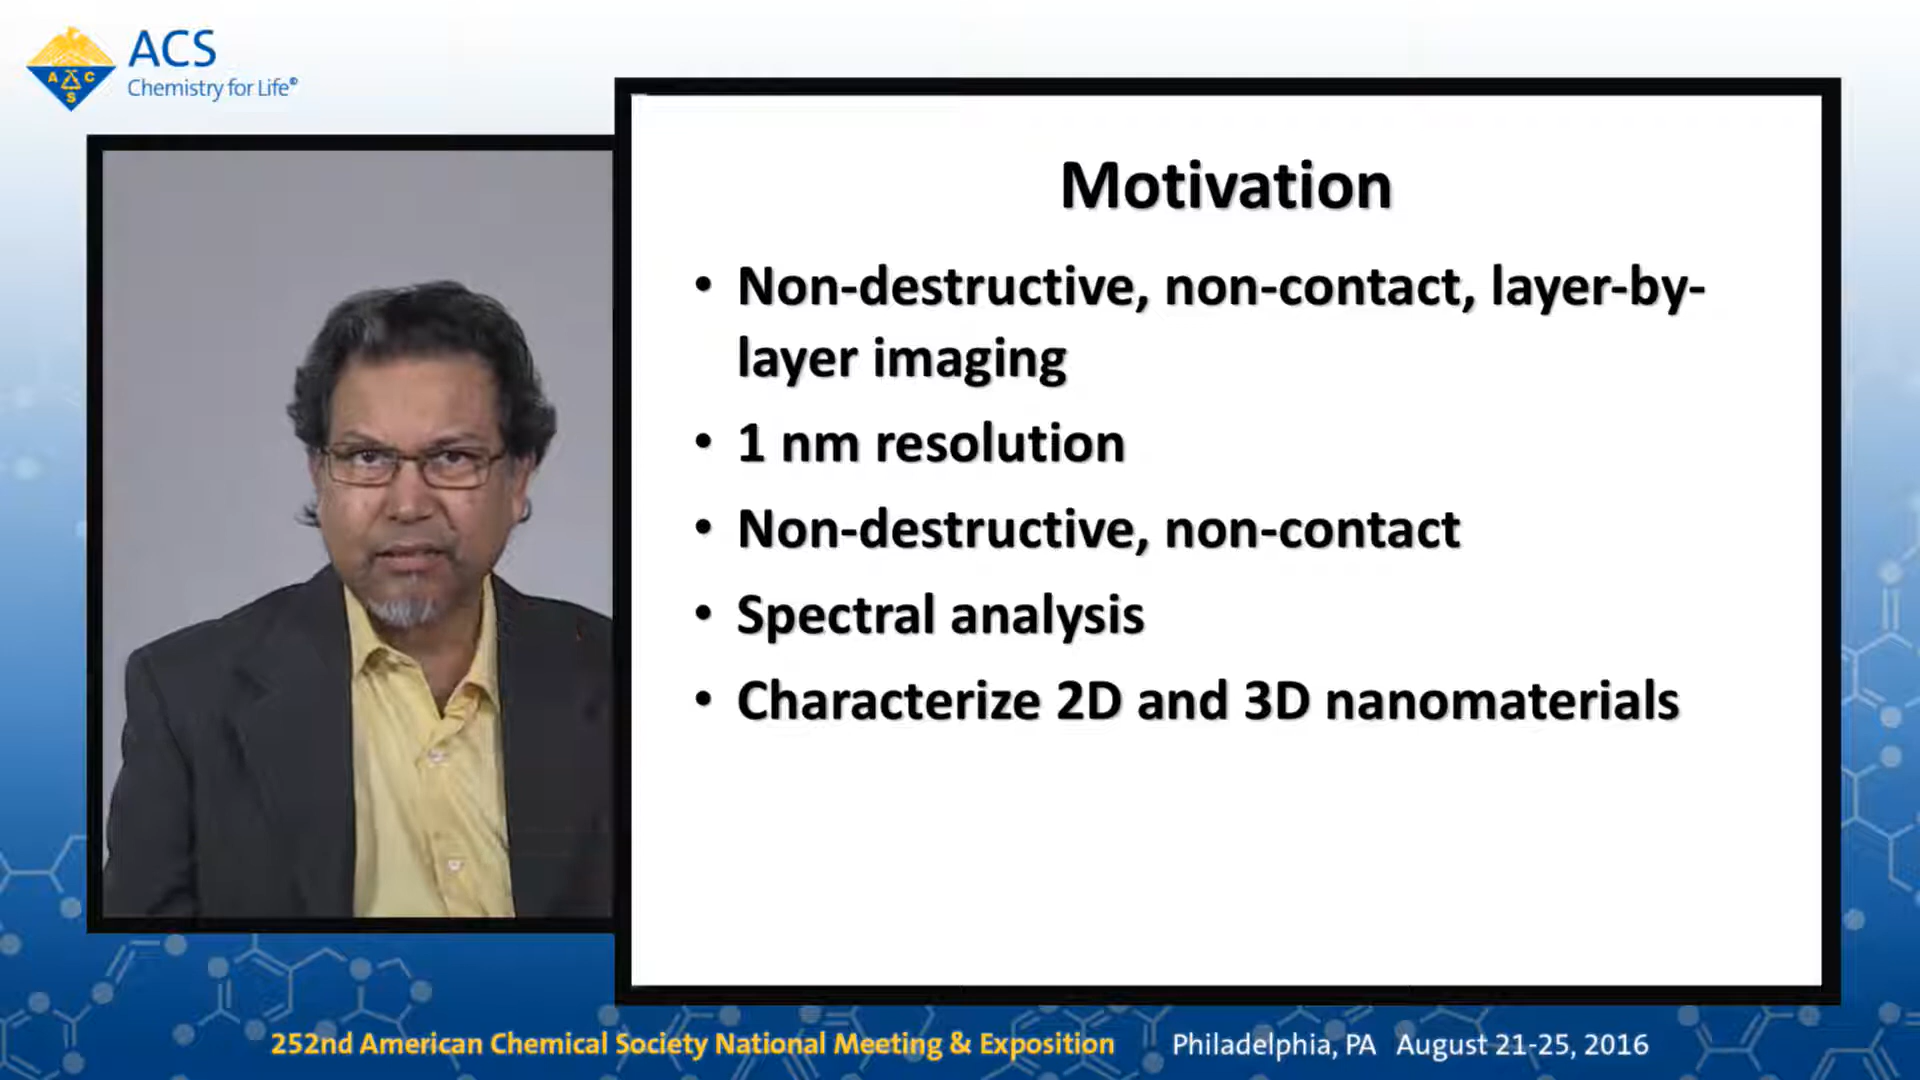 ACS
Chemistry for Life®
A C S
Motivation
• Non-destructive, non-contact, layer-by-
layer imaging
• 1 nm resolution
• Non-destructive, non-contact
• Spectral analysis
• Characterize 2D and 3D nanomaterials
252nd American Chemical Society National Meeting & Exposition Philadelphia, PA August 21-25, 2016